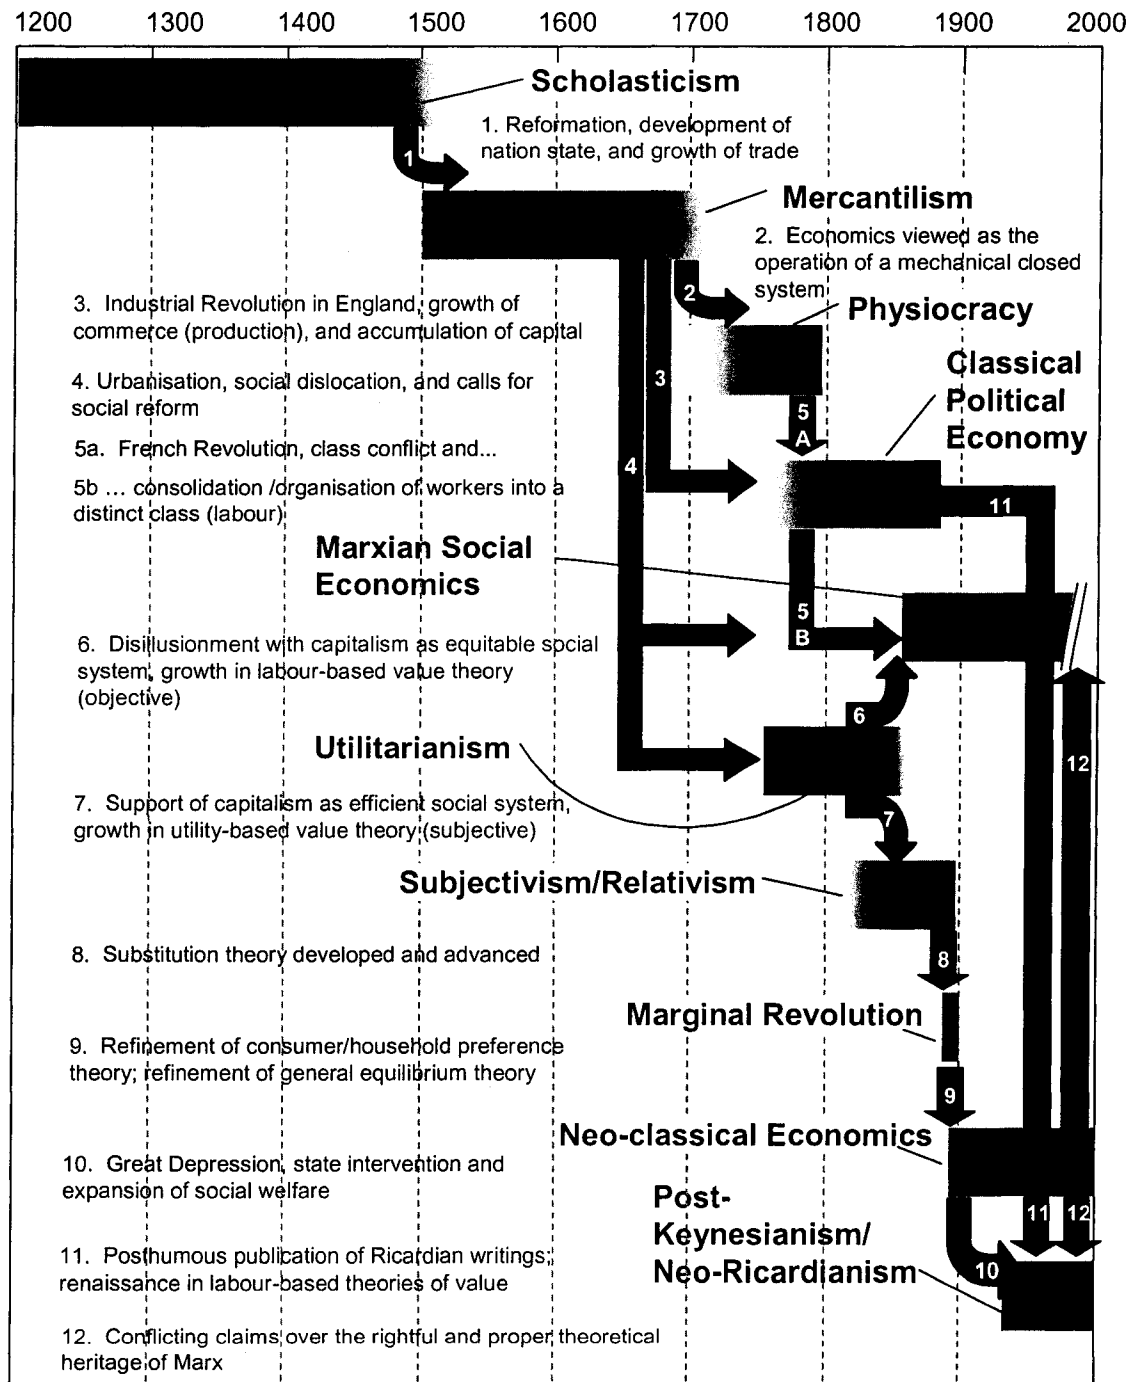 1200 1300 1400 1500 1600 1700 1800 1900 2000
Scholasticism
1. Reformation, development of
nation state, and growth of trade
1
Mercantilism
2. Economics viewed as the
operation of a mechanical closed
system
2
3. Industrial Revolution in England, growth of
commerce (production), and accumulation of capital
Physiocracy
3
4. Urbanisation, social dislocation, and calls for
social reform
Classical
Political
Economy
5
A
5a. French Revolution, class conflict and...
4
5b ... consolidation /organisation of workers into a
distinct class (labour)
11
Marxian Social
Economics
5
B
6. Disillusionment with capitalism as equitable social
system, growth in labour-based value theory
(objective)
6
Utilitarianism
12
7. Support of capitalism as efficient social system,
growth in utility-based value theory (subjective)
7
Subjectivism/Relativism
8. Substitution theory developed and advanced
8
Marginal Revolution
9. Refinement of consumer/household preference
theory; refinement of general equilibrium theory
9
Neo-classical Economics
10. Great Depression, state intervention and
expansion of social welfare
Post-
Keynesianism/
Neo-Ricardianism
11 12
10
11. Posthumous publication of Ricardian writings;
renaissance in labour-based theories of value
12. Conflicting claims over the rightful and proper theoretical
heritage of Marx